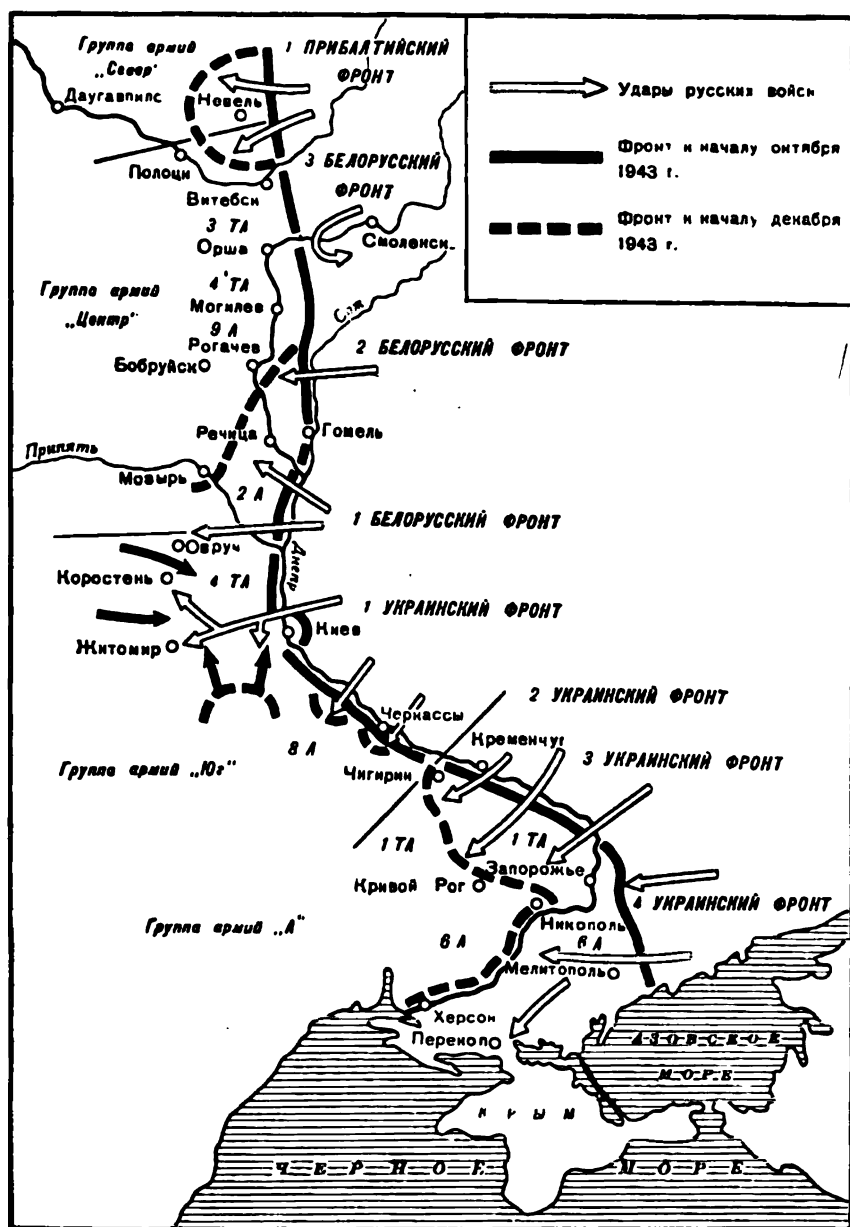 Группа армий
„Север"
1 ПРИБАЛТИЙСКИЙ
ФРОНТ
Даугавпилс
Новель
Полоцк
Витебск
3 БЕЛОРУССКИЙ
ФРОНТ
3 ТА
Орша
Смоленск
4 ТА
Группа армий
„Центр"
Могилев
9 А
Рогачев
Бобруйск
Сож
2 БЕЛОРУССКИЙ ФРОНТ
Речица
Гомель
Припять
Мозырь
2 А
1 БЕЛОРУССКИЙ ФРОНТ
Овруч
Днепр
Коростень
4 ТА
1 УКРАИНСКИЙ ФРОНТ
Киев
Житомир
2 УКРАИНСКИЙ ФРОНТ
Черкассы
8 А
Кременчуг
Группа армий „Юг"
Чигирин
3 УКРАИНСКИЙ ФРОНТ
1 ТА
1 ТА
Запорожье
Кривой Рог
4 УКРАИНСКИЙ
ФРОНТ
Группа армий „А"
Никополь
6 А
6 А
Мелитополь
Херсон
Перекоп
АЗОВСКОЕ
МОРЕ
КРЫМ
ЧЕРНОЕ МОРЕ
Удары русских войск
Фронт к началу октября
1943 г.
Фронт к началу декабря
1943 г.